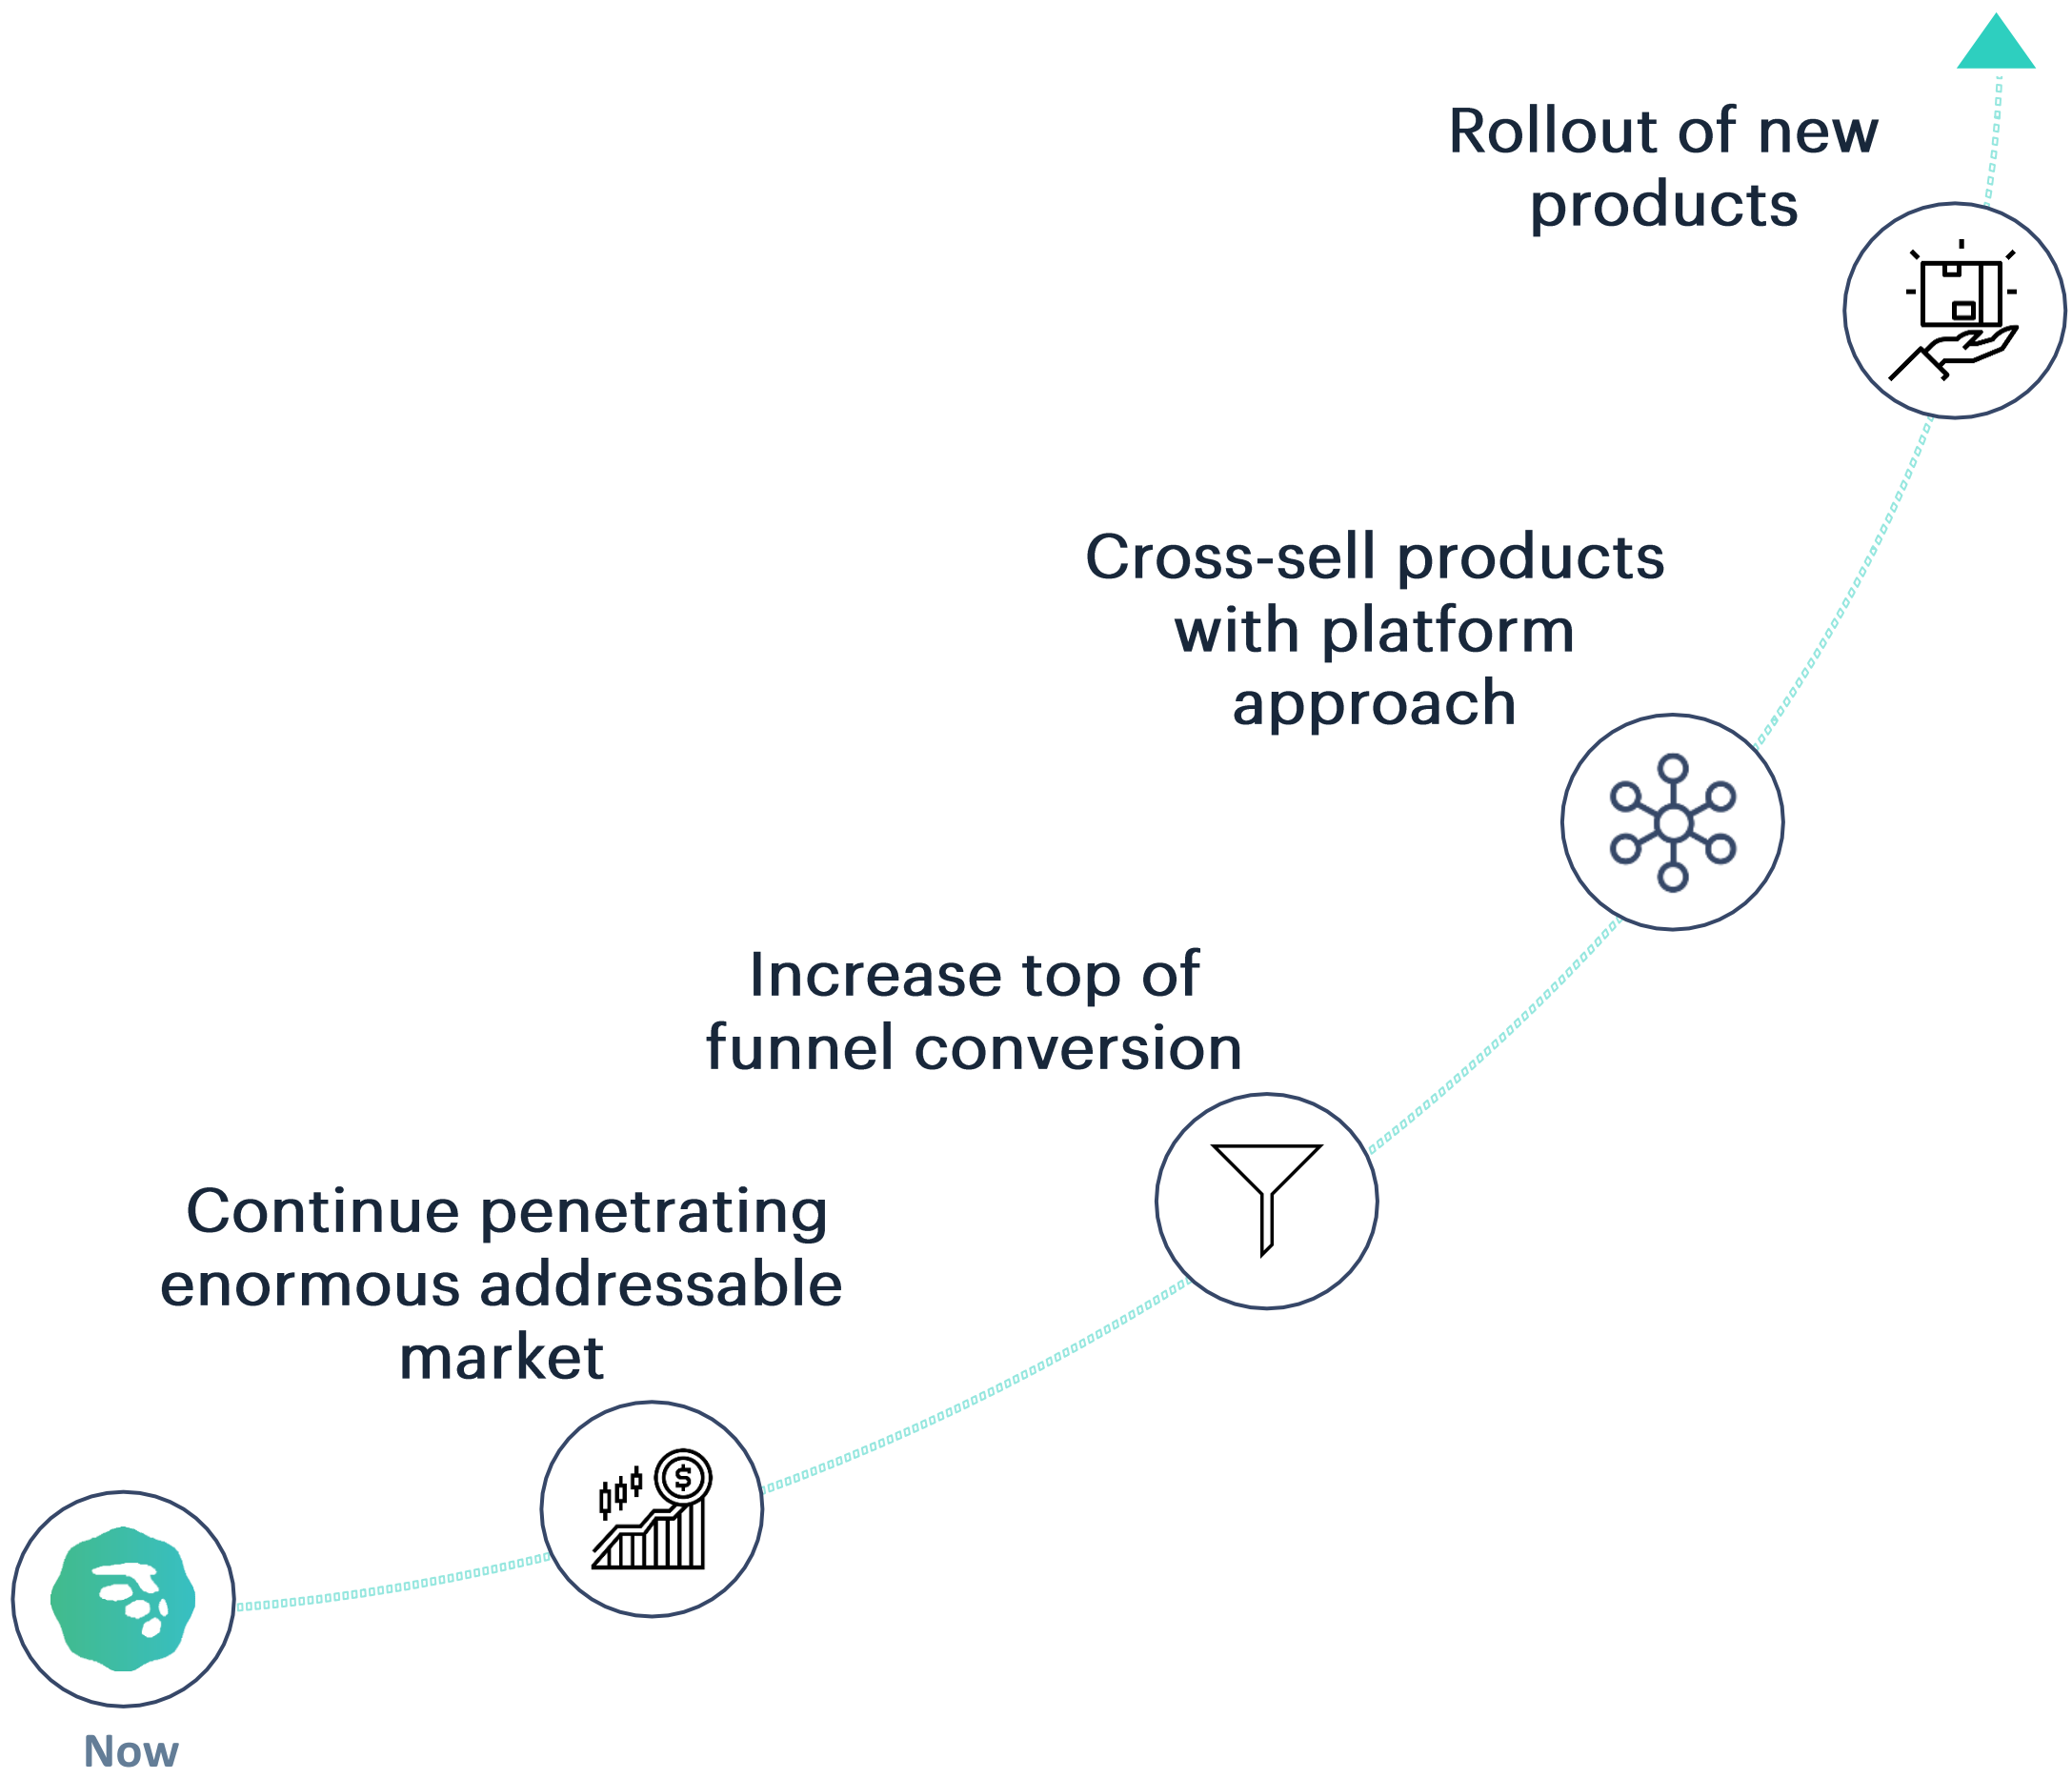 Rollout of new
products
Cross-sell products
with platform
approach
Increase top of
funnel conversion
Continue penetrating
enormous addressable
market
$
Now